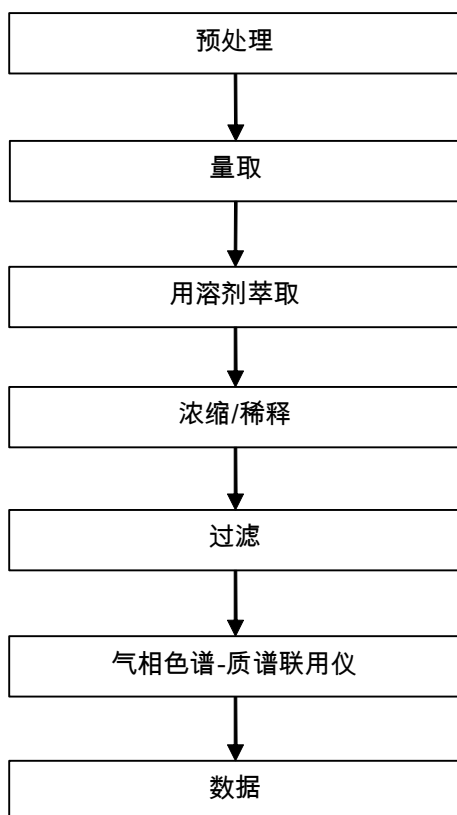 预处理
量取
用溶剂萃取
浓缩/稀释
过滤
气相色谱-质谱联用仪
数据